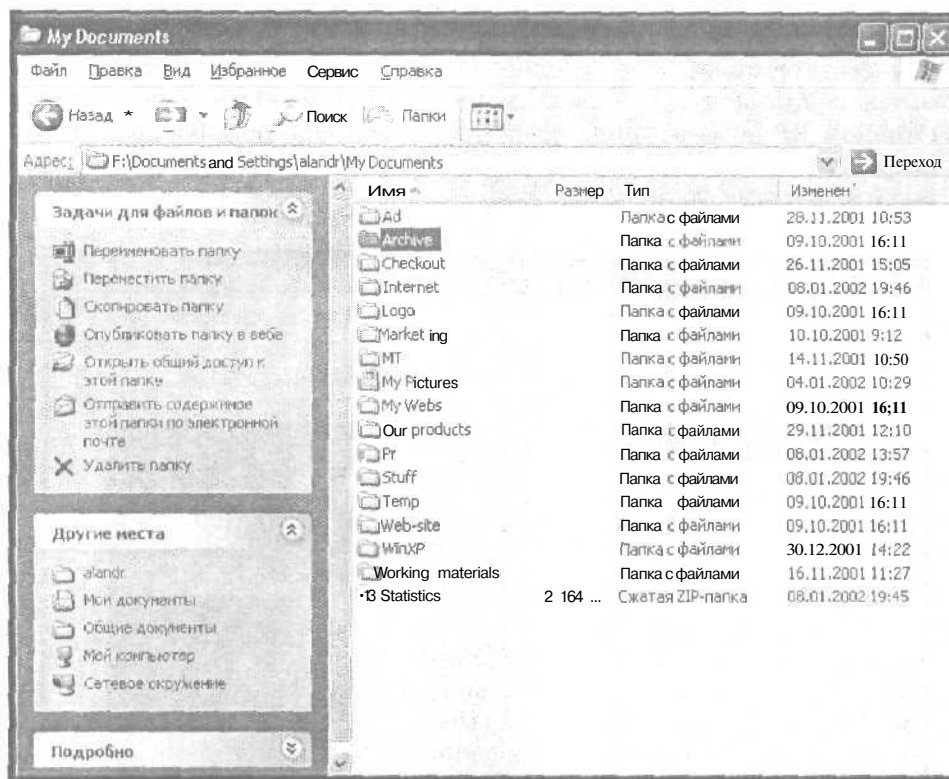 My Documents
Файл Правка Вид Избранное Сервис Справка
Назад Поиск Папки
Адрес: F:\Documents and Settings\alandr\My Documents Переход
Задачи для файлов и папок
Переименовать папку
Переместить папку
Скопировать папку
Опубликовать папку в вебе
Открыть общий доступ к
этой папке
Отправить содержимое
этой папки по электронной
почте
Удалить папку
Другие места
alandr
Мои документы
Общие документы
Мой компьютер
Сетевое окружение
Подробно
Имя Размер Тип Изменен
Ad Папка с файлами 28.11.2001 10:53
Archive Папка с файлами 09.10.2001 16:11
Checkout Папка с файлами 26.11.2001 15:05
Internet Папка с файлами 08.01.2002 19:46
Logo Папка с файлами 09.10.2001 16:11
Market ing Папка с файлами 10.10.2001 9:12
MT Папка с файлами 14.11.2001 10:50
My Pictures Папка с файлами 04.01.2002 10:29
My Webs Папка с файлами 09.10.2001 16;11
Our products Папка с файлами 29.11.2001 12:10
Pr Папка с файлами 08.01.2002 13:57
Stuff Папка с файлами 08.01.2002 19:46
Temp Папка файлами 09.10.2001 16:11
Web-site Папка с файлами 09.10.2001 16:11
WinXP Папка с файлами 30.12.2001 14:22
Working materials Папка с файлами 16.11.2001 11:27
•13 Statistics 2 164 ... Сжатая ZIP-папка 08.01.2002 19:45